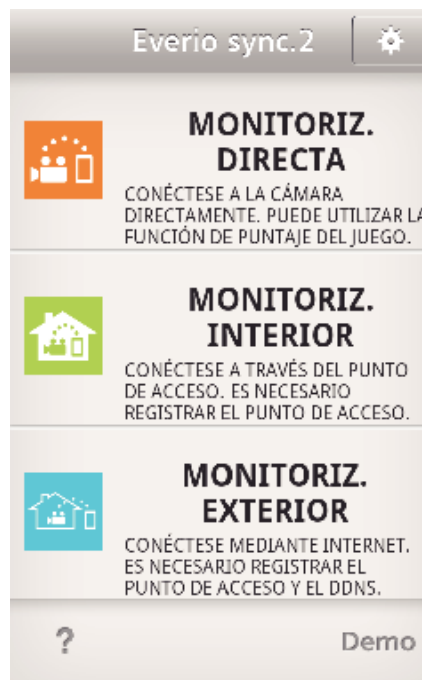 Everio sync.2
MONITORIZ.
DIRECTA
CONÉCTESE A LA CÁMARA
DIRECTAMENTE. PUEDE UTILIZAR LA
FUNCIÓN DE PUNTAJE DEL JUEGO.
MONITORIZ.
INTERIOR
CONÉCTESE A TRAVÉS DEL PUNTO
DE ACCESO. ES NECESARIO
REGISTRAR EL PUNTO DE ACCESO.
MONITORIZ.
EXTERIOR
CONÉCTESE MEDIANTE INTERNET.
ES NECESARIO REGISTRAR EL
PUNTO DE ACCESO Y EL DDNS.
? Demo